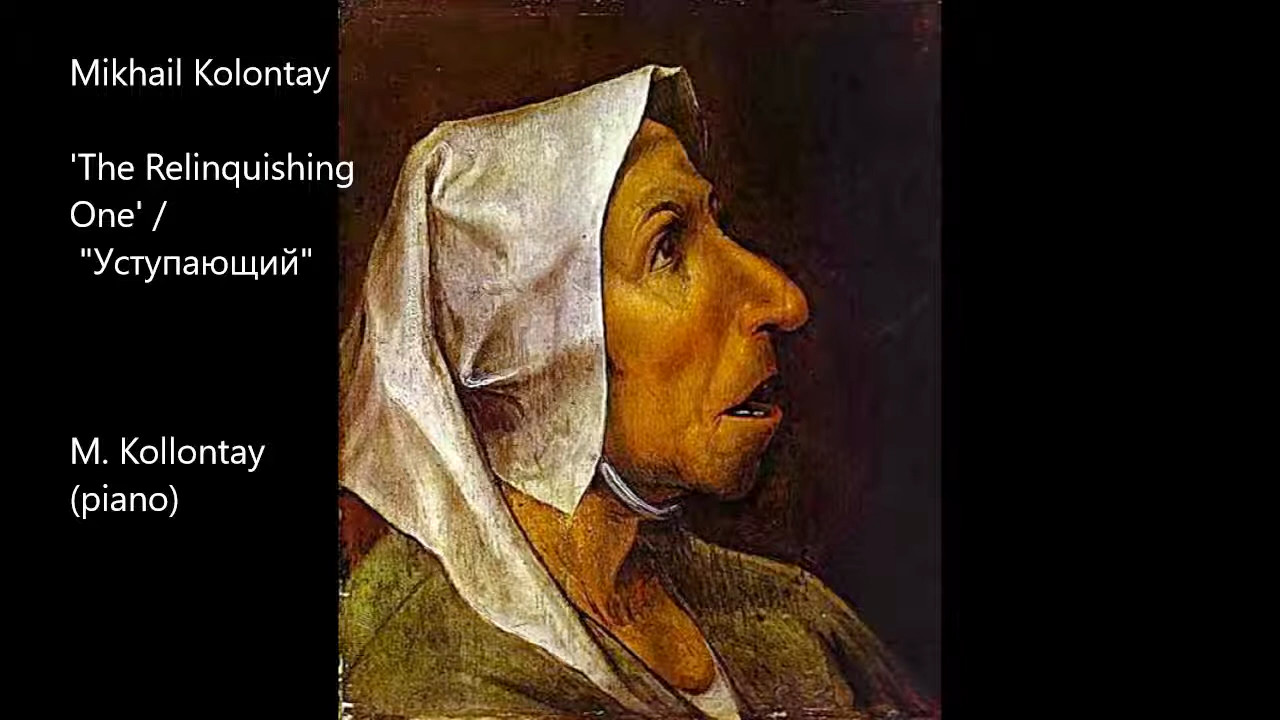 Mikhail Kolontay
'The Relinquishing
One' /
"Уступающий"
M. Kollontay
(piano)